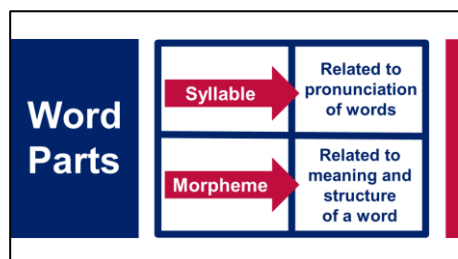 Word
Parts
Syllable
Related to
pronunciation
of words
Morpheme
Related to
meaning and
structure
of a word